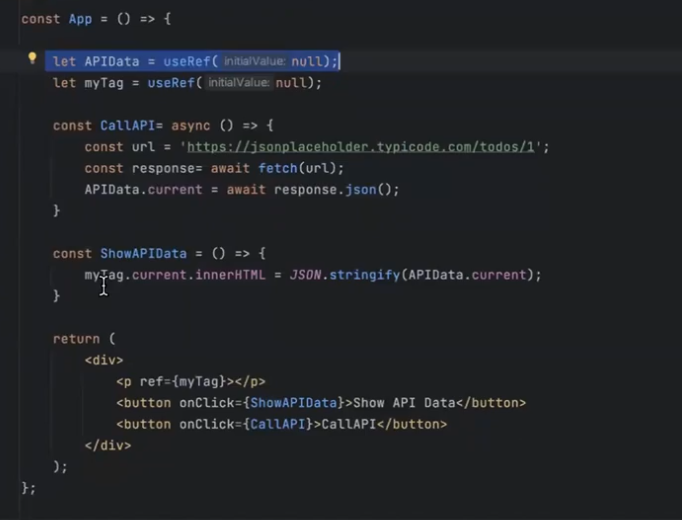 const App = () => {
let APIData = useRef( initialValue: null);
let myTag = useRef( initialValue: null);
const CallAPI= async () => {
const url = 'https://jsonplaceholder.typicode.com/todos/1';
const response= await fetch(url);
APIData.current = await response.json();
}
const ShowAPIData = () => {
myTag.current.innerHTML = JSON.stringify(APIData.current);
}
return (
<div>
<p ref={myTag}></p>
<button onClick={ShowAPIData}>Show API Data</button>
<button onClick={CallAPI}>CallAPI</button>
</div>
);
};